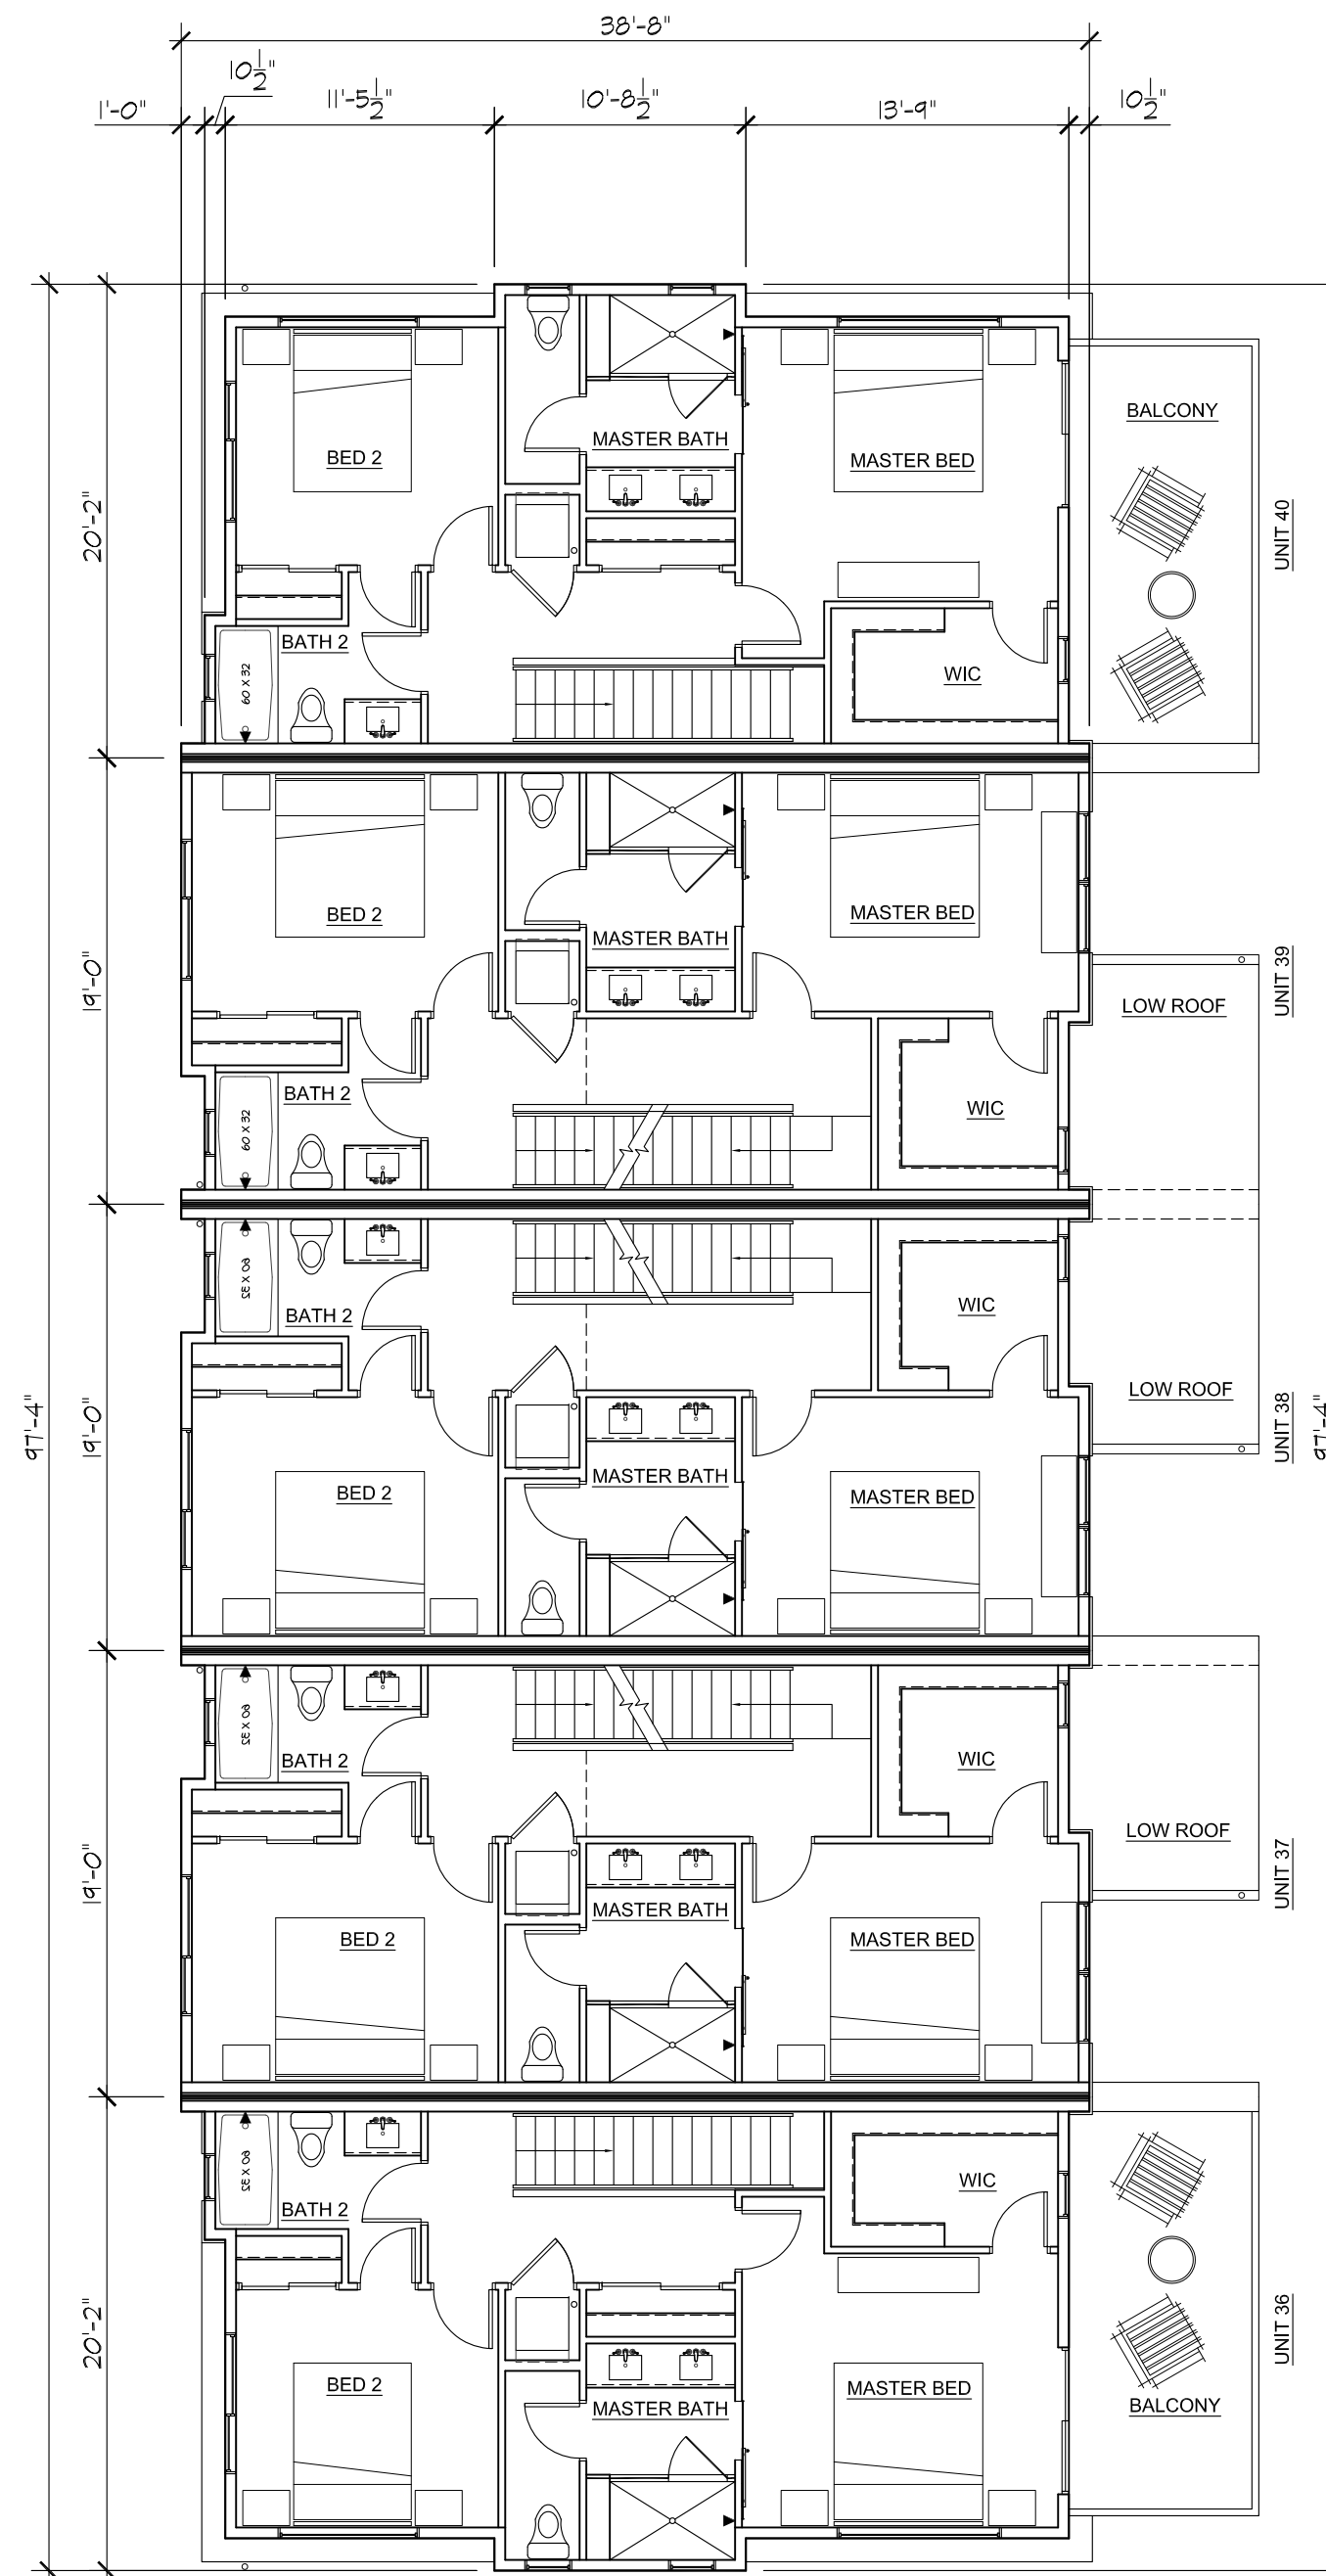 38'-8"
10½"
1'-0"
11'-5½"
10'-8½"
13'-9"
10½"
BALCONY
MASTER BATH
BED 2
MASTER BED
20'-2"
UNIT 40
BATH 2
60 X 32
WIC
BED 2
MASTER BED
MASTER BATH
19'-0"
UNIT 39
LOW ROOF
BATH 2
WIC
60 X 32
60 X 32
WIC
BATH 2
LOW ROOF
97'-4"
19'-0"
UNIT 38
97'-4"
MASTER BATH
BED 2
MASTER BED
60 X 32
BATH 2
WIC
LOW ROOF
19'-0"
UNIT 37
MASTER BATH
BED 2
MASTER BED
60 X 32
WIC
BATH 2
20'-2"
UNIT 36
BED 2
MASTER BED
MASTER BATH
BALCONY